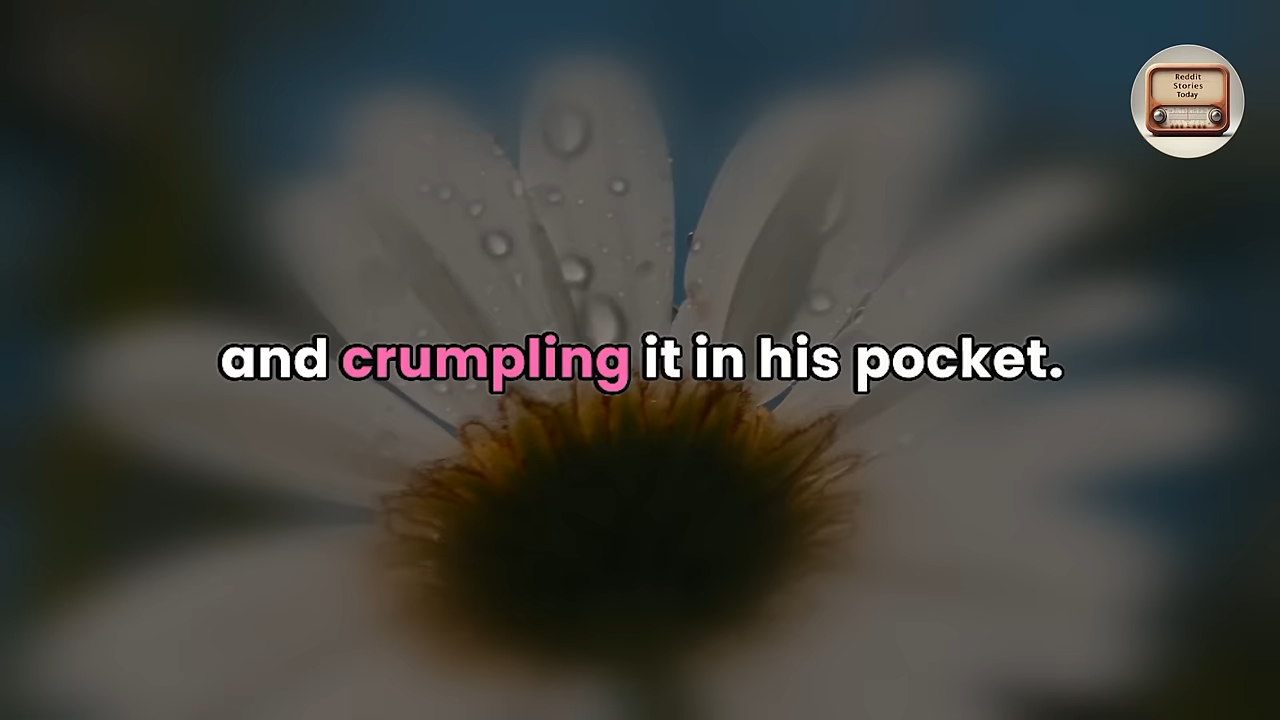 Reddit
Stories
Today
and crumpling it in his pocket.